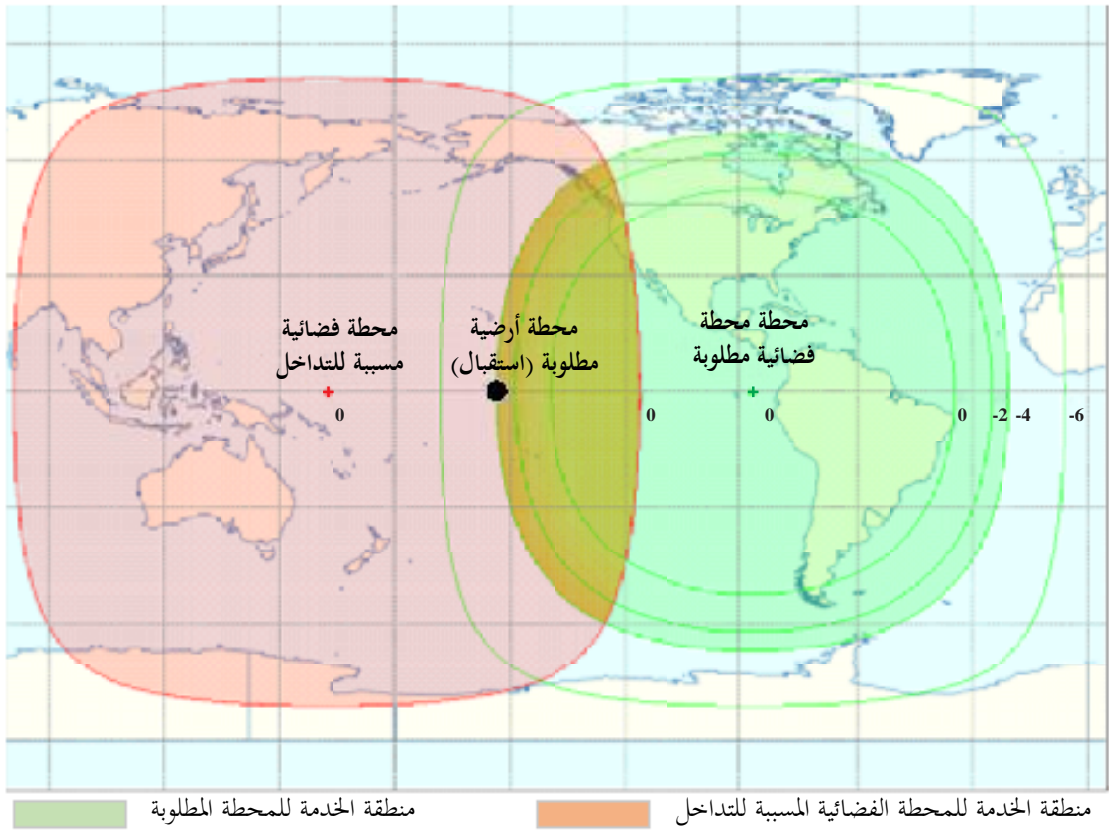 محطة محطة
فضائية مطلوبة
محطة أرضية
مطلوبة (استقبال)
محطة فضائية
مسببة للتداخل
0
0
0
0
-2
-4
-6
منطقة الخدمة للمحطة الفضائية المسببة للتداخل
منطقة الخدمة للمحطة المطلوبة